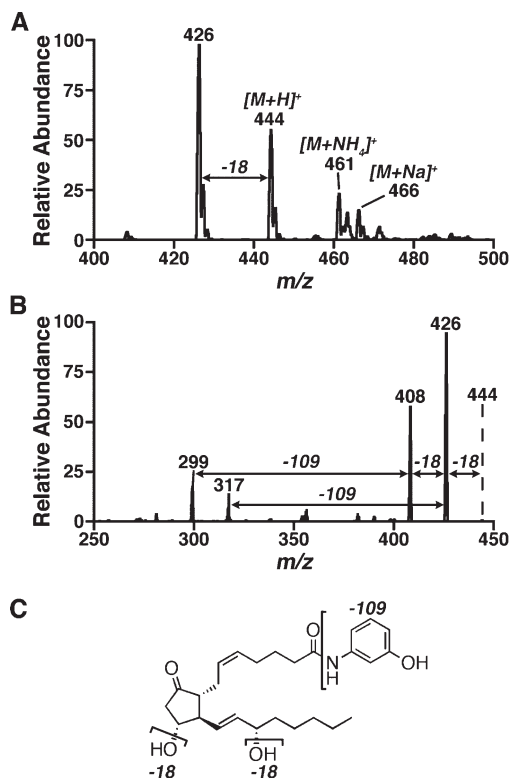 A
Relative Abundance
100
75
50
25
0
426
[M+H]⁺
444
-18
[M+NH₄]⁺
461
[M+Na]⁺
466
400 420 440 460 480 500
m/z
B
Relative Abundance
100
75
50
25
0
426
408
444
299
-109
-18
-18
317
-109
250 300 350 400 450
m/z
C
-109
O
N
H
OH
O
HO
OH
-18
-18